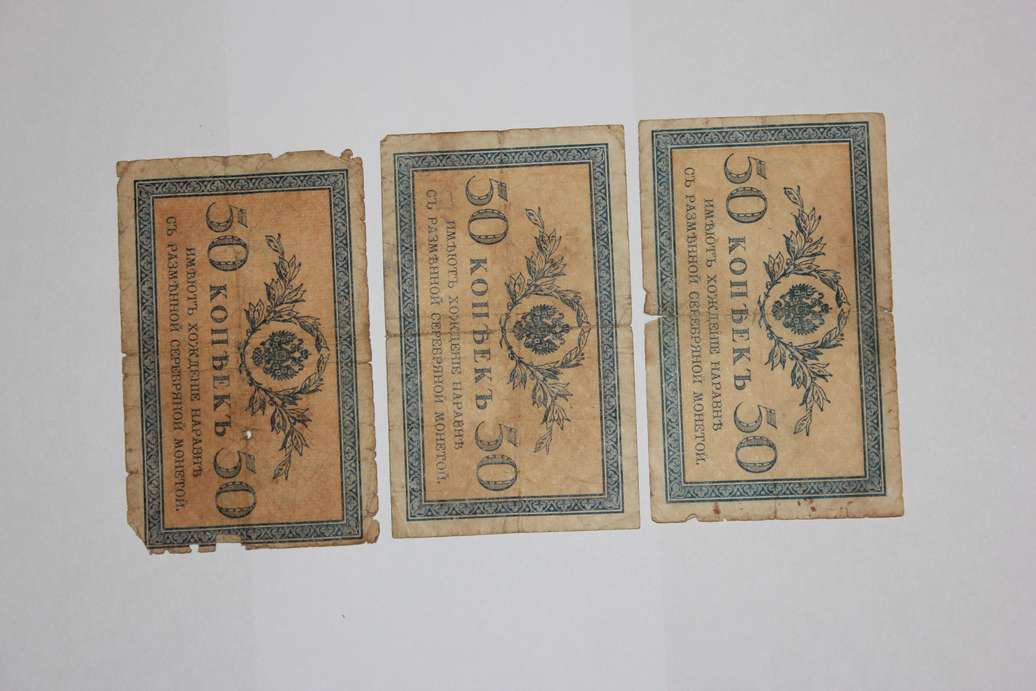 50 КОПѢЕКЪ 50
ИМѢЮТЪ ХОЖДЕНІЕ НАРАВНѢ
СЪ РАЗМѢННОЙ СЕРЕБРЯНОЙ МОНЕТОЙ.
50 КОПѢЕКЪ 50
ИМѢЮТЪ ХОЖДЕНІЕ НАРАВНѢ
СЪ РАЗМѢННОЙ СЕРЕБРЯНОЙ МОНЕТОЙ.
50 КОПѢЕКЪ 50
ИМѢЮТЪ ХОЖДЕНІЕ НАРАВНѢ
СЪ РАЗМѢННОЙ СЕРЕБРЯНОЙ МОНЕТОЙ.